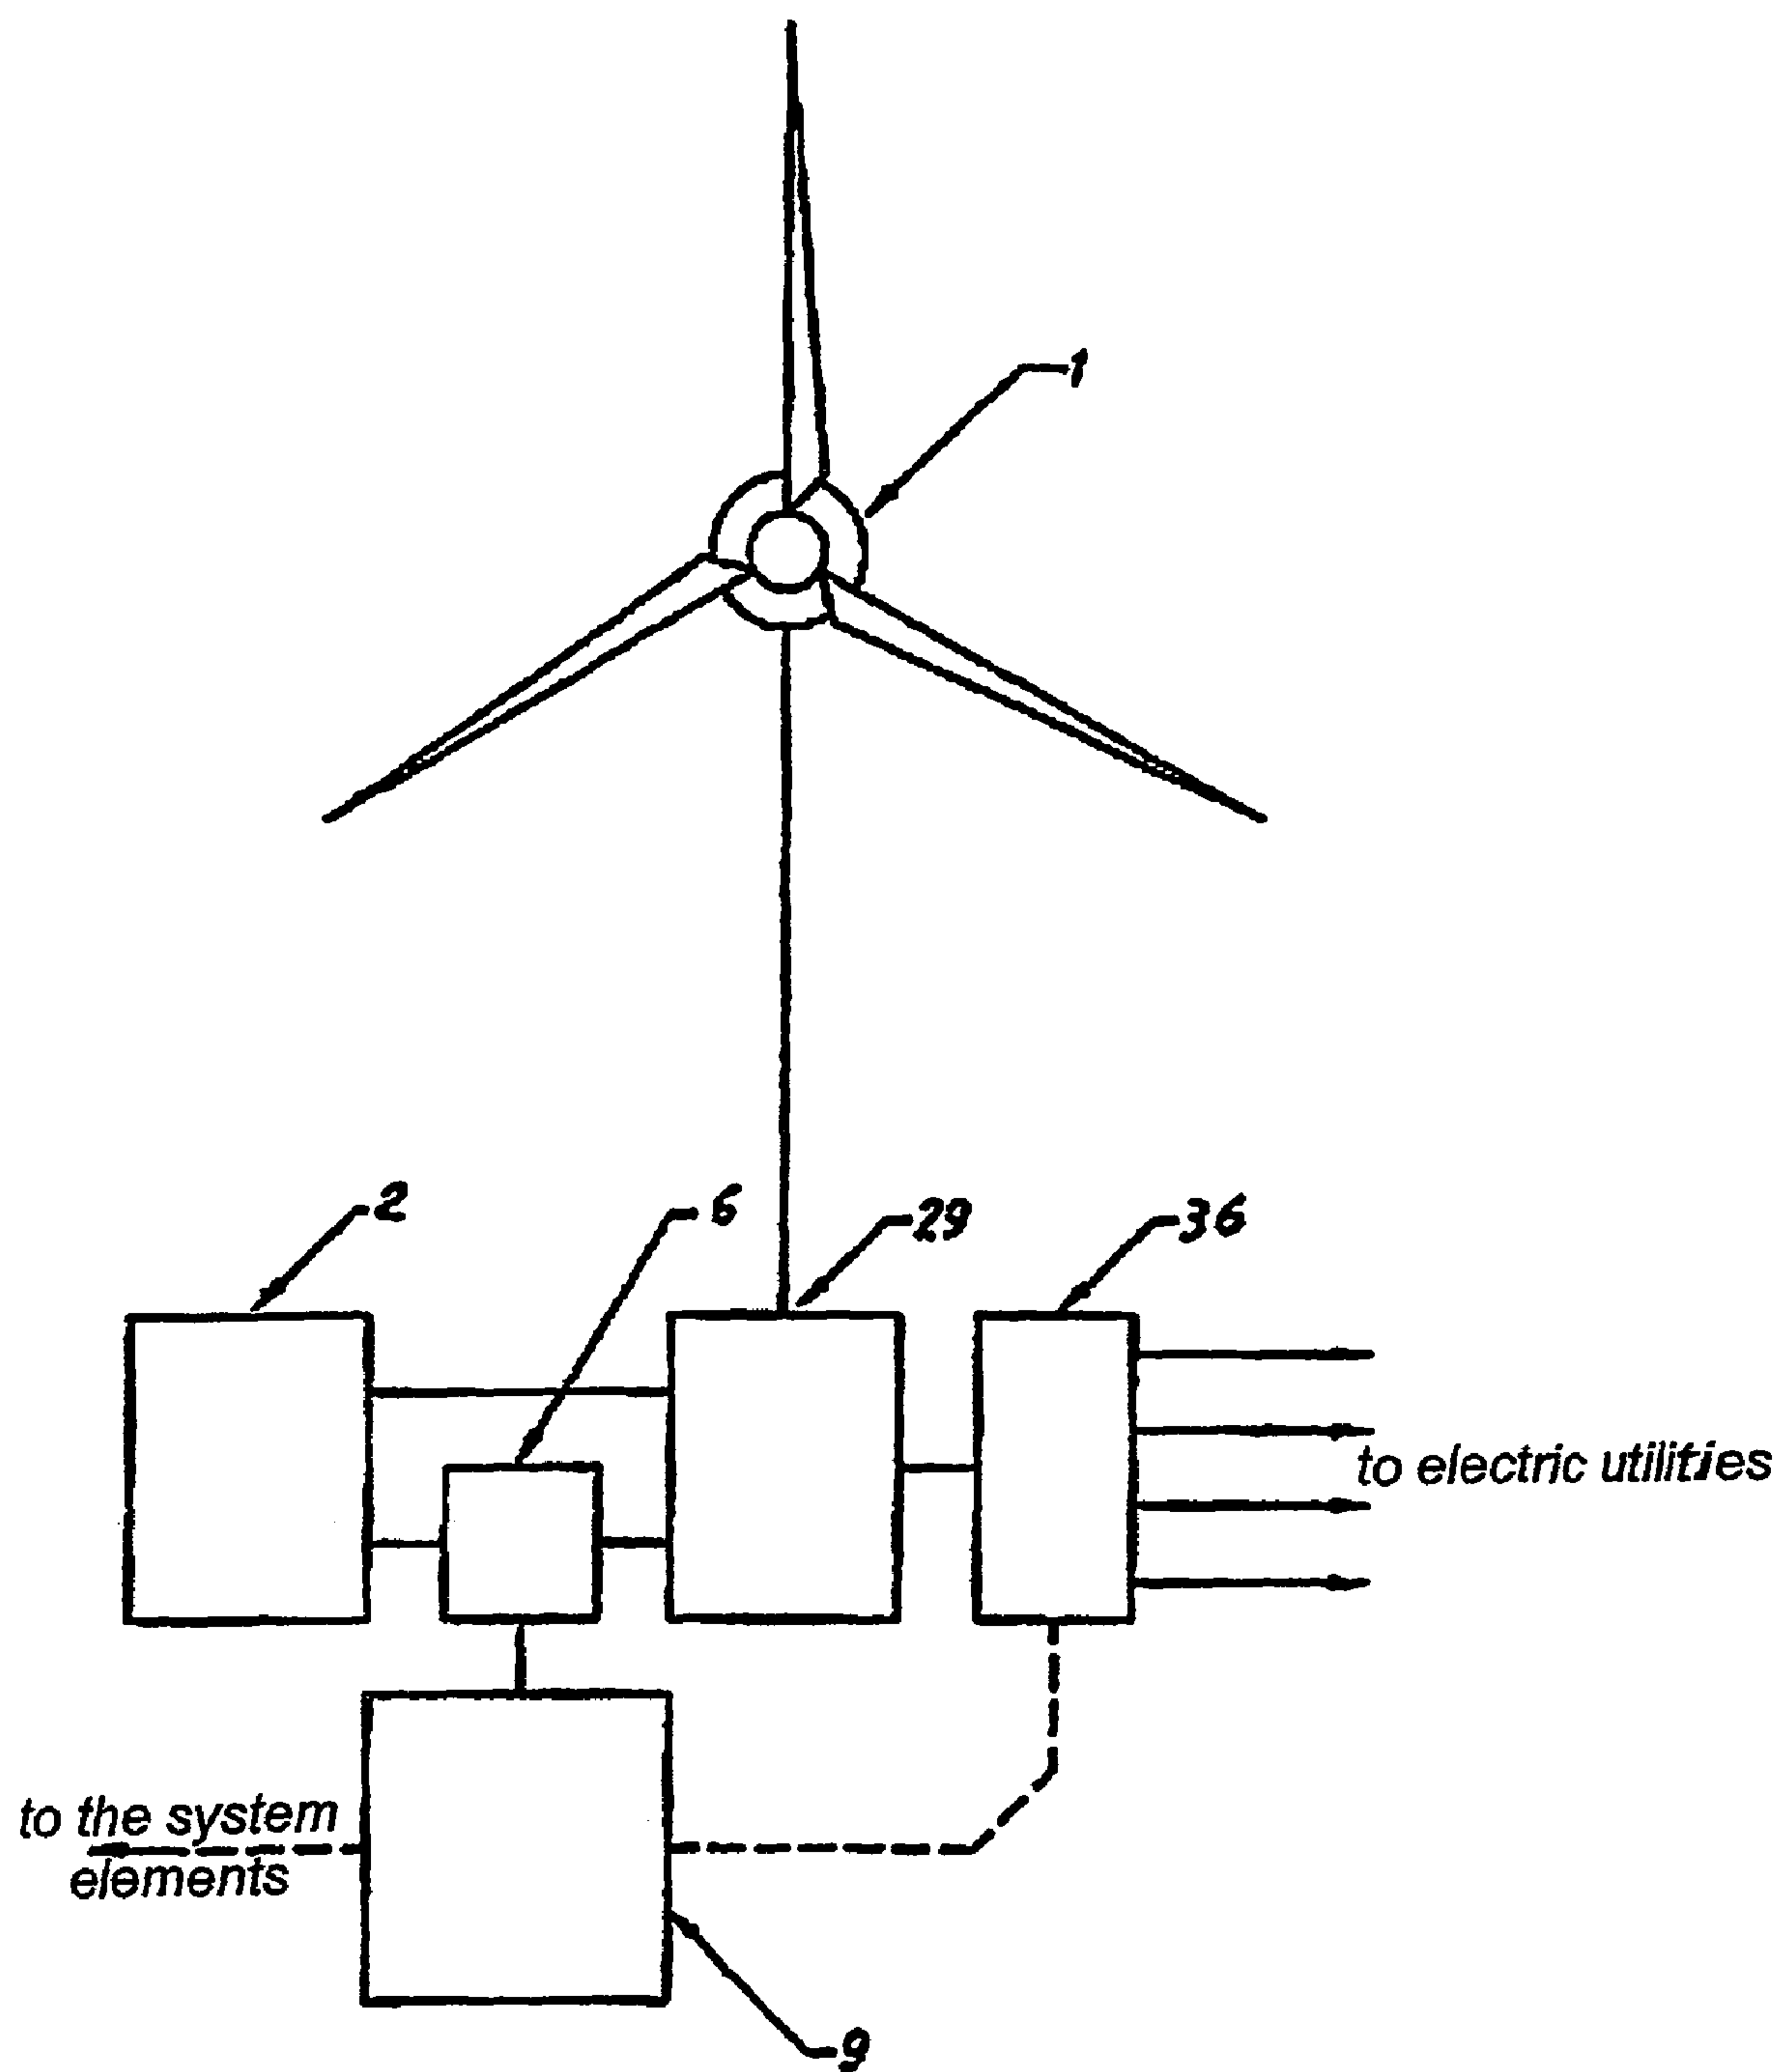 1
2
6
29
36
to electric utilities
to the system
elements
9